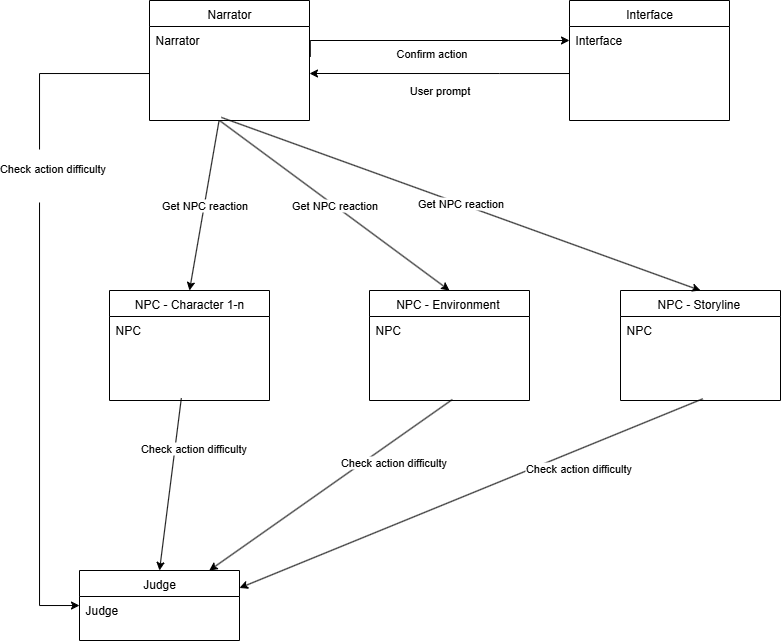 Narrator
Interface
Narrator
Interface
Confirm action
User prompt
Check action difficulty
Get NPC reaction
Get NPC reaction
Get NPC reaction
NPC - Character 1-n
NPC - Environment
NPC - Storyline
NPC
NPC
NPC
Check action difficulty
Check action difficulty
Check action difficulty
Judge
Judge